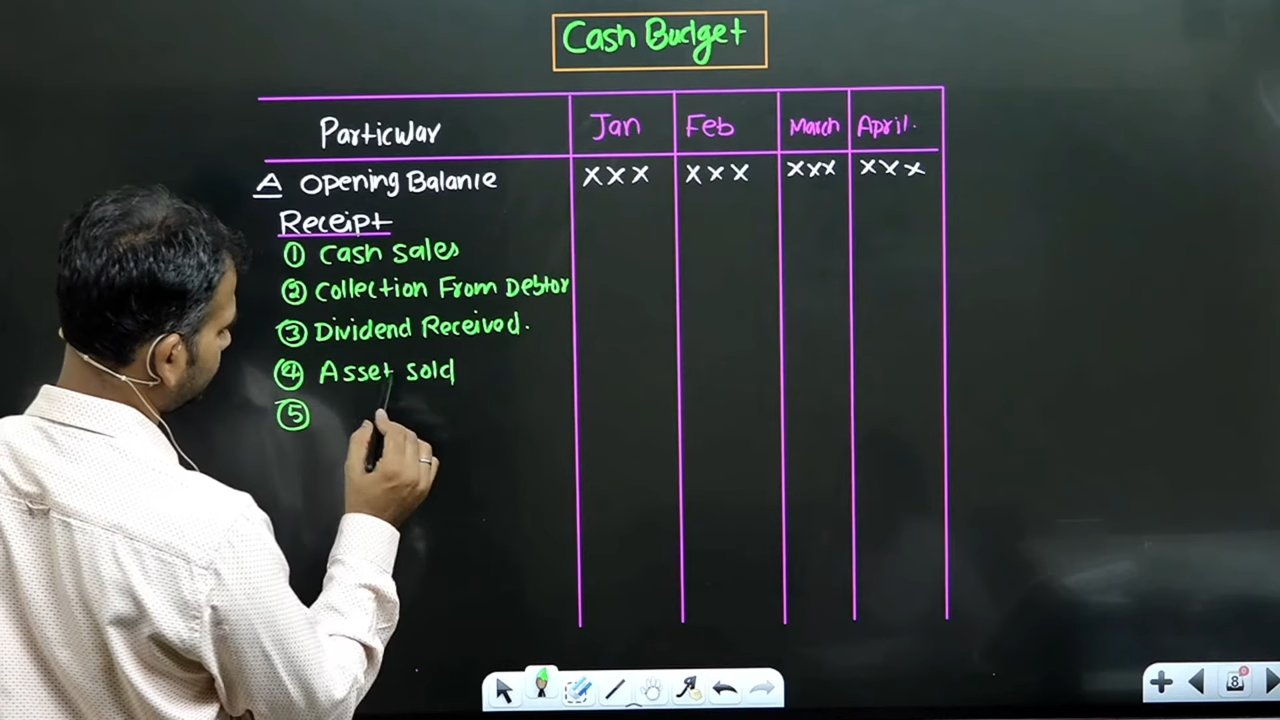 Cash Budget
Particular Jan Feb March April.
A Opening Balance XXX XXX XXX XXX
Receipt
① Cash Sales
② Collection From Debtor
③ Dividend Received.
④ Asset sold
⑤
8